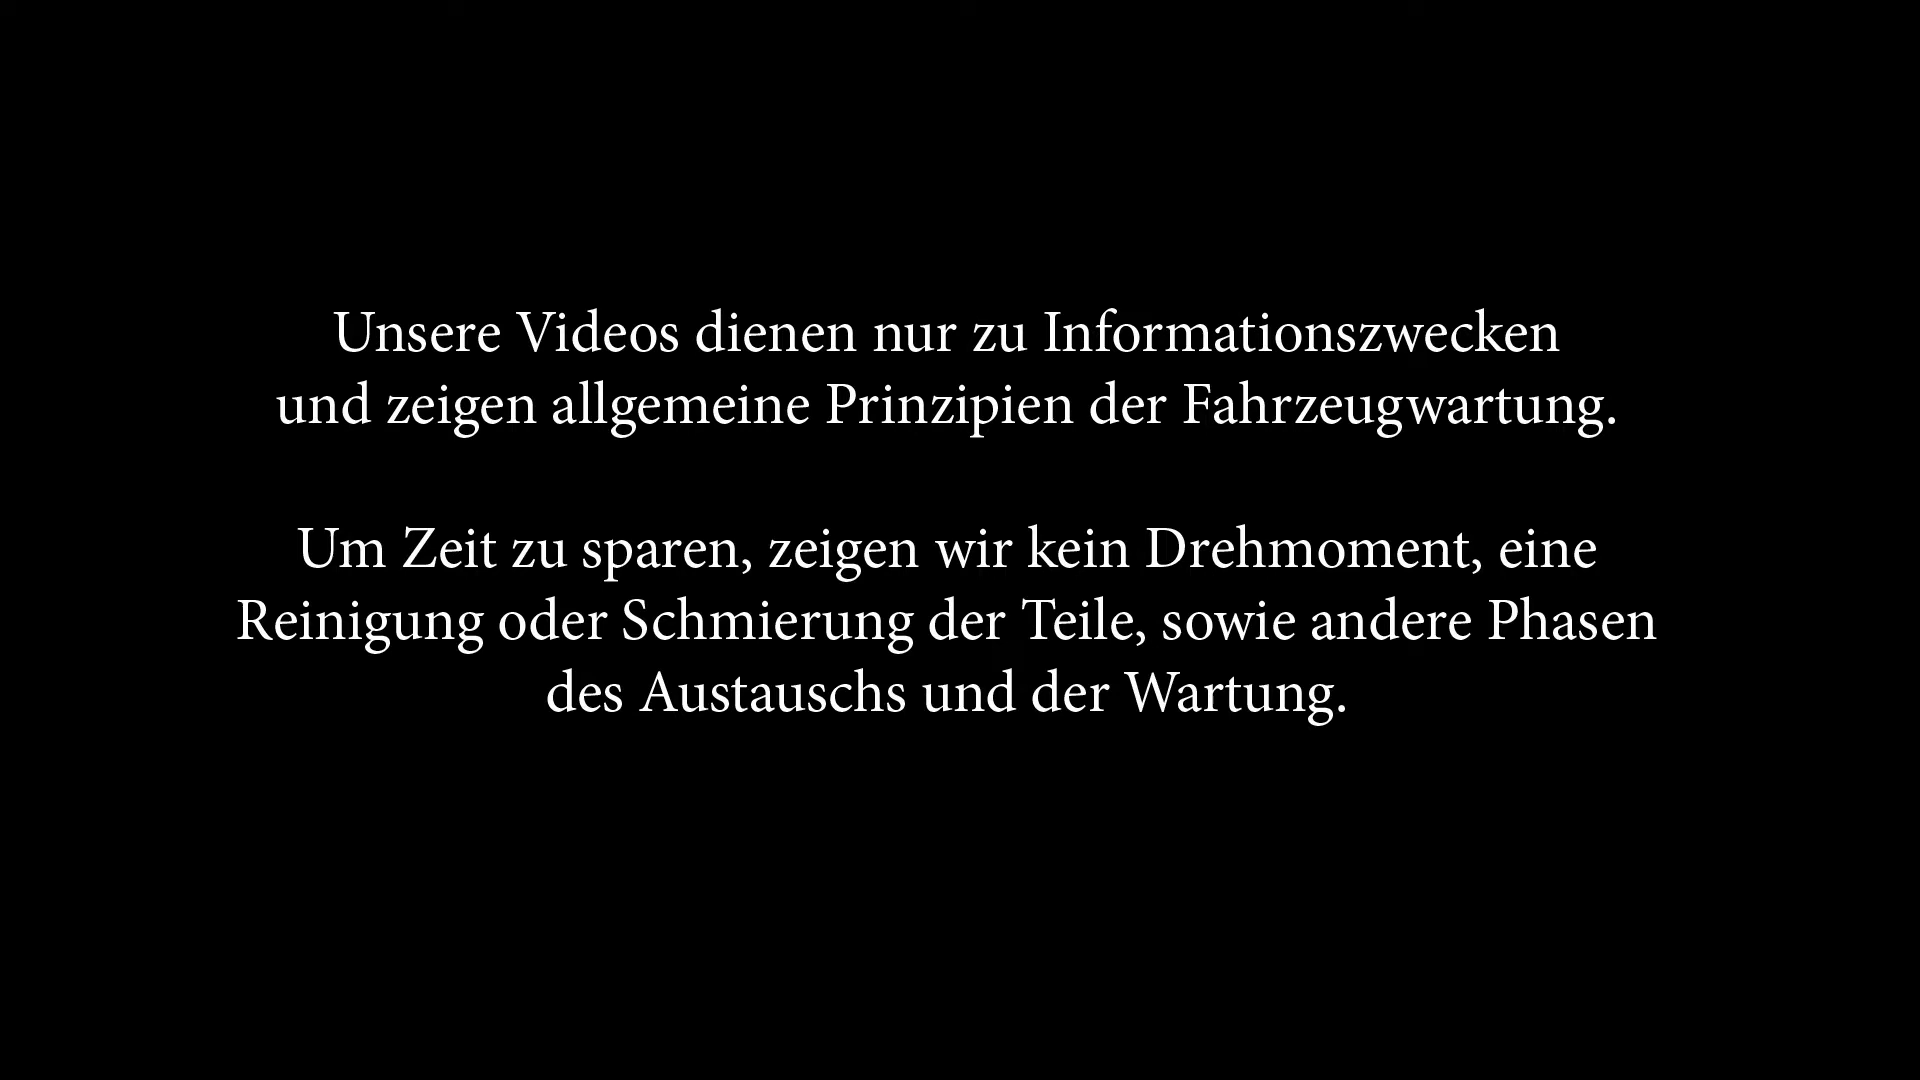 Unsere Videos dienen nur zu Informationszwecken
und zeigen allgemeine Prinzipien der Fahrzeugwartung.
Um Zeit zu sparen, zeigen wir kein Drehmoment, eine
Reinigung oder Schmierung der Teile, sowie andere Phasen
des Austauschs und der Wartung.